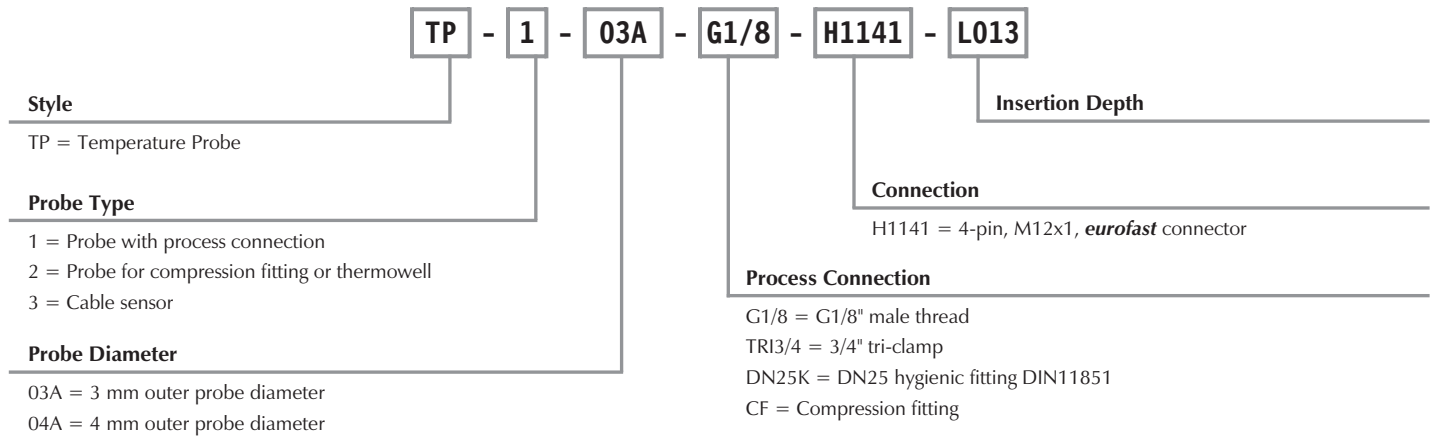 TP - 1 - 03A - G1/8 - H1141 - L013
Style
TP = Temperature Probe
Probe Type
1 = Probe with process connection
2 = Probe for compression fitting or thermowell
3 = Cable sensor
Probe Diameter
03A = 3 mm outer probe diameter
04A = 4 mm outer probe diameter
Insertion Depth
Connection
H1141 = 4-pin, M12x1, eurofast connector
Process Connection
G1/8 = G1/8" male thread
TRI3/4 = 3/4" tri-clamp
DN25K = DN25 hygienic fitting DIN11851
CF = Compression fitting